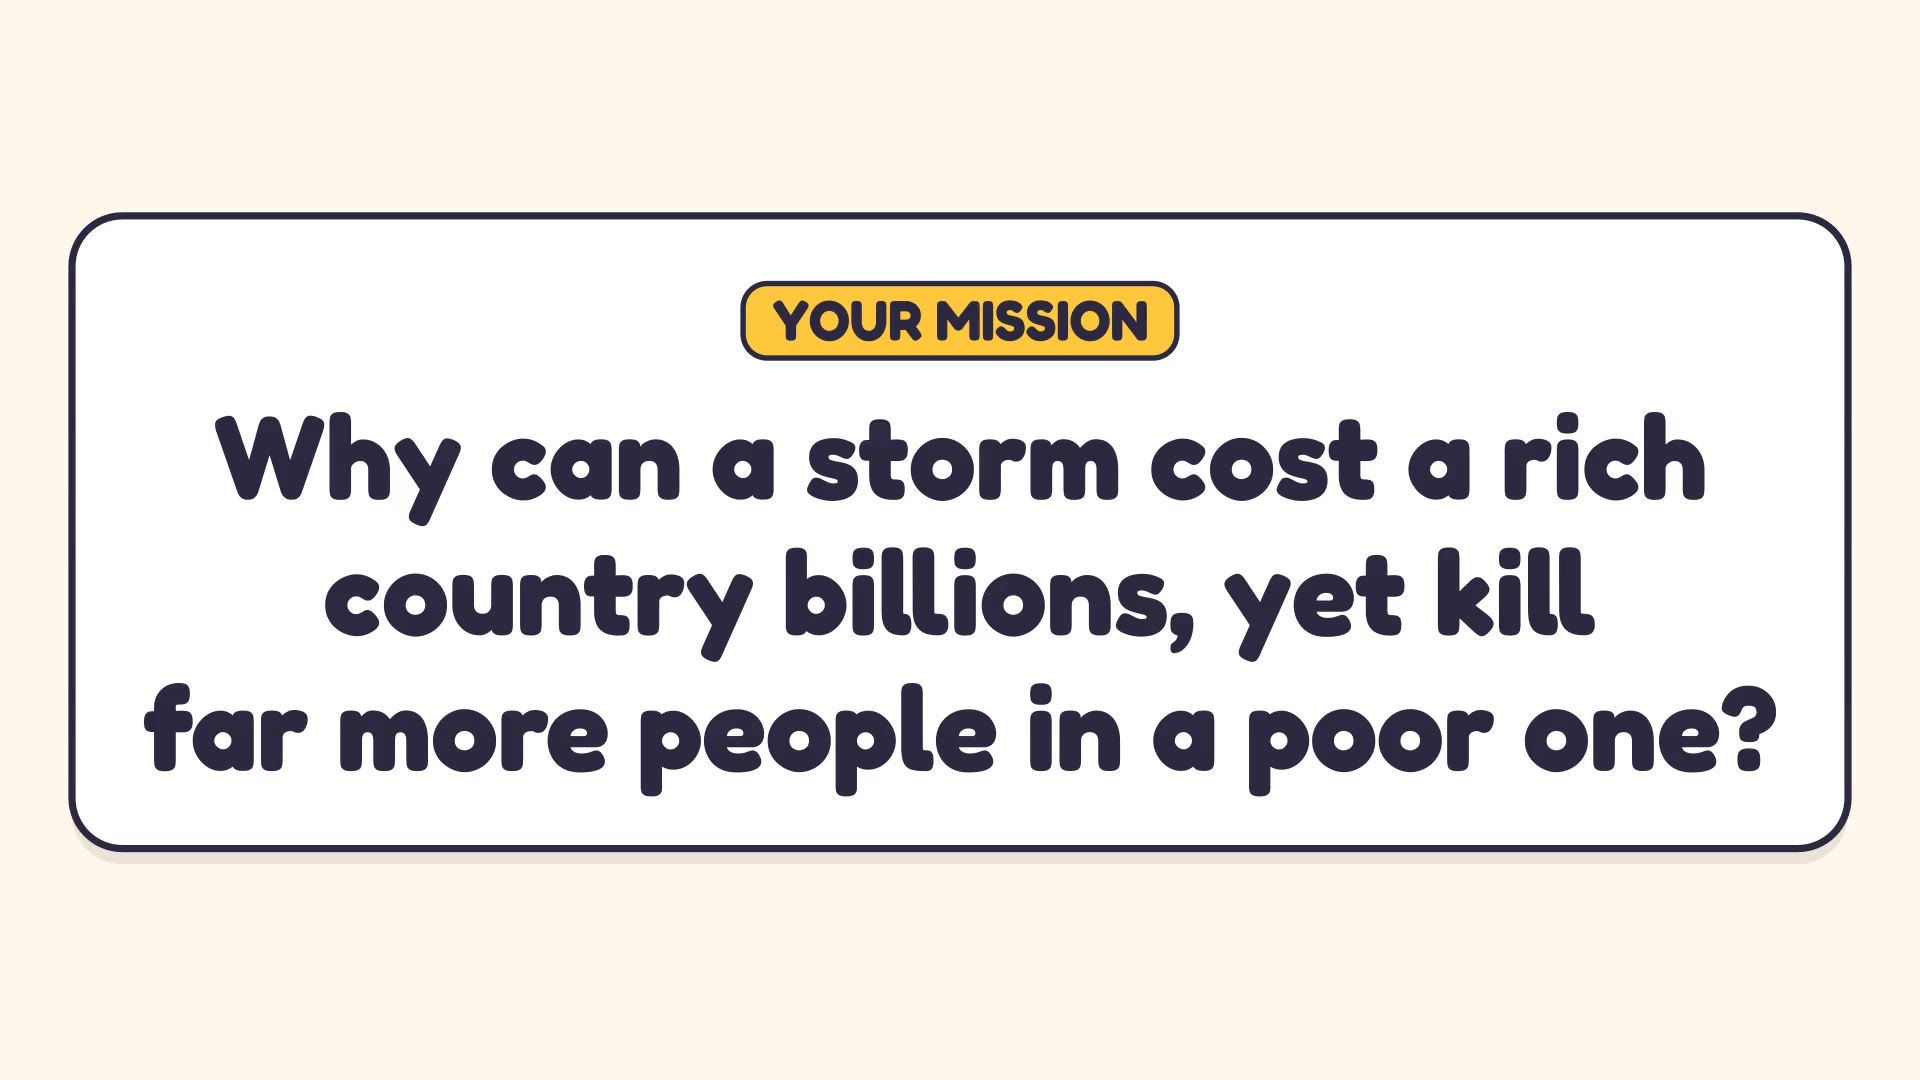 YOUR MISSION
Why can a storm cost a rich
country billions, yet kill
far more people in a poor one?